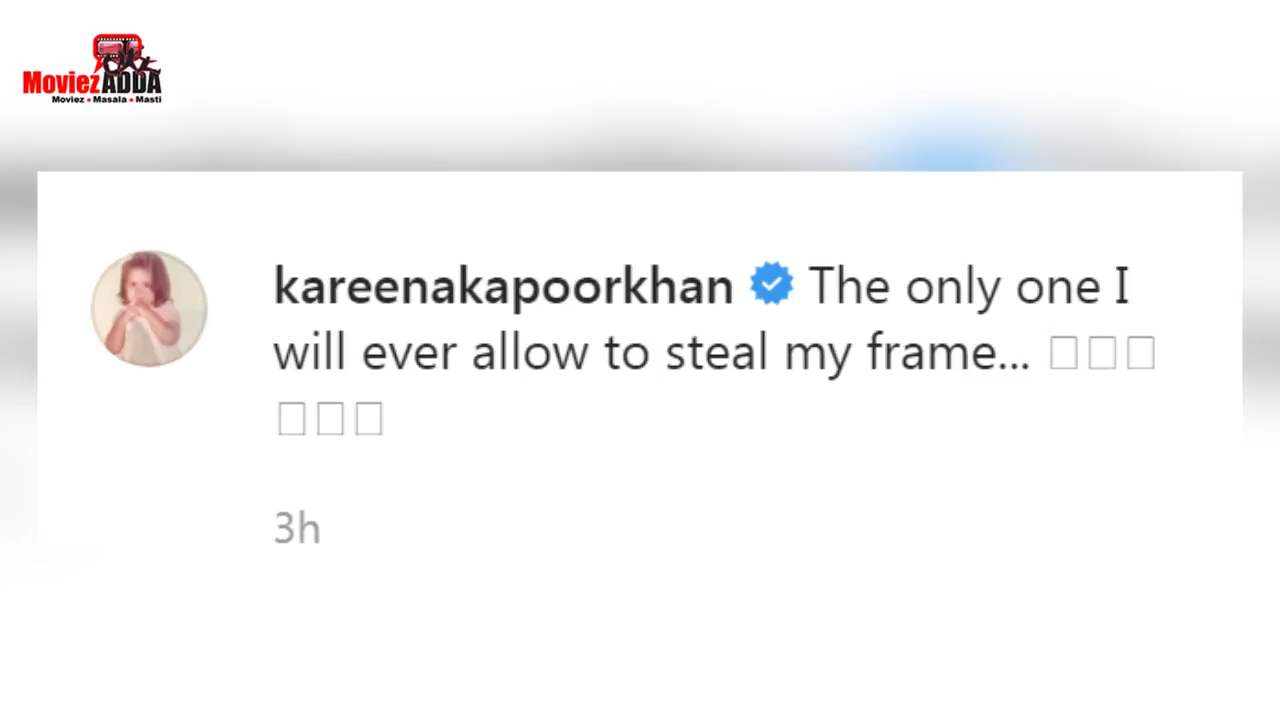 MoviezADDA
Moviez • Masala • Masti
kareenakapoorkhan The only one I
will ever allow to steal my frame... □□□
□□□
3h